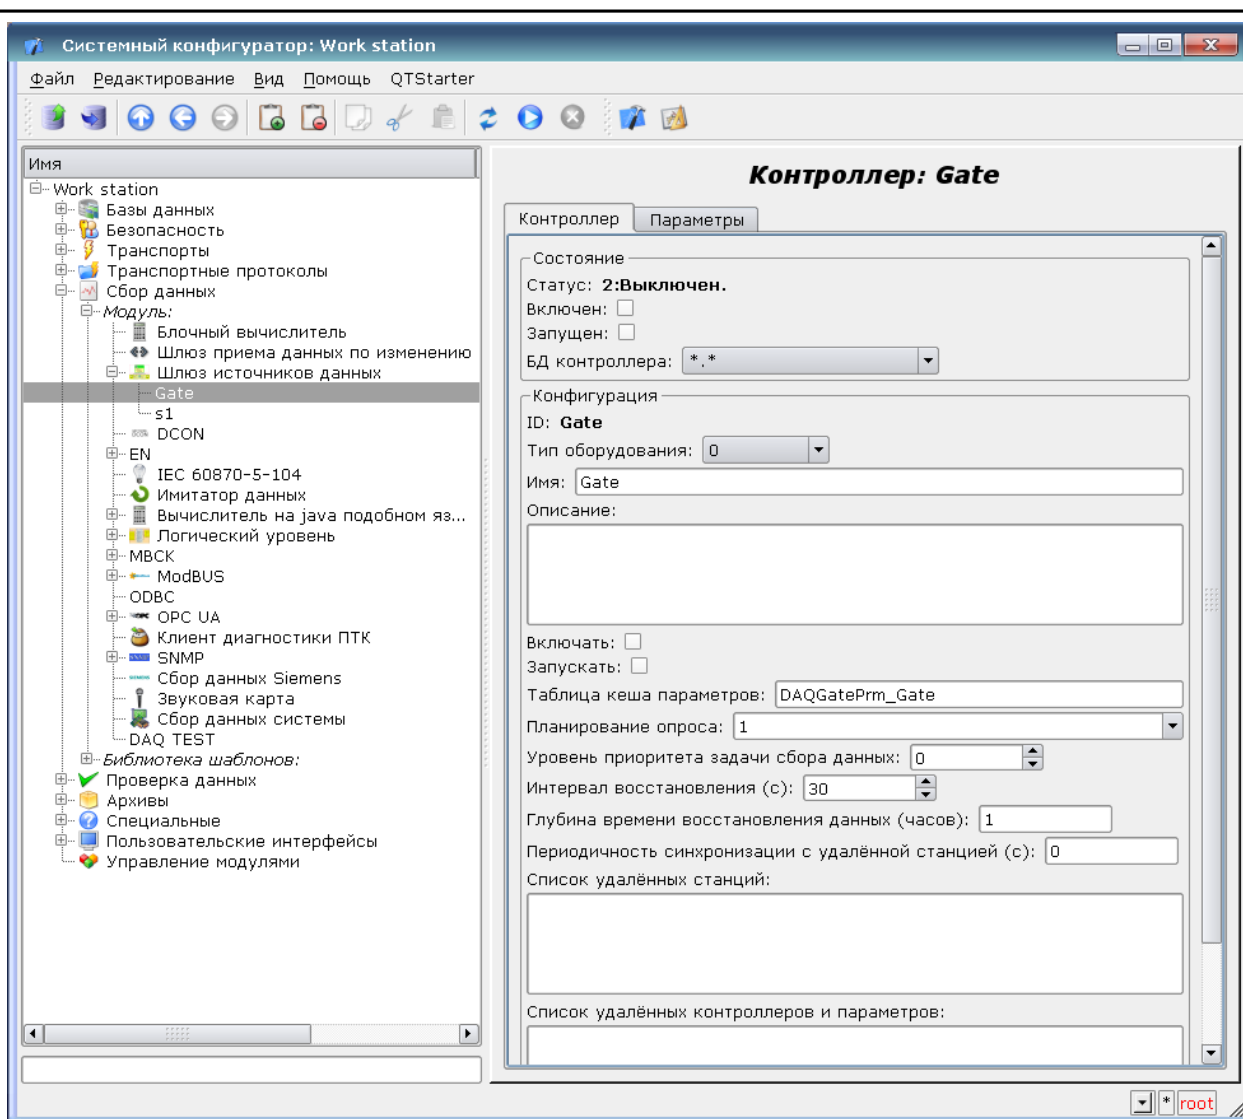 Системный конфигуратор: Work station
Файл Редактирование Вид Помощь QTStarter
Имя
Work station
Базы данных
Безопасность
Транспорты
Транспортные протоколы
Сбор данных
Модуль:
Блочный вычислитель
Шлюз приема данных по изменению
Шлюз источников данных
Gate
s1
DCON
EN
IEC 60870-5-104
Имитатор данных
Вычислитель на java подобном яз...
Логический уровень
МВСК
ModBUS
ODBC
OPC UA
Клиент диагностики ПТК
SNMP
Сбор данных Siemens
Звуковая карта
Сбор данных системы
DAQ TEST
Библиотека шаблонов:
Проверка данных
Архивы
Специальные
Пользовательские интерфейсы
Управление модулями
Контроллер: Gate
Контроллер Параметры
Состояние
Статус: 2:Выключен.
Включен:
Запущен:
БД контроллера: *.*
Конфигурация
ID: Gate
Тип оборудования: 0
Имя: Gate
Описание:
Включать:
Запускать:
Таблица кеша параметров: DAQGatePrm_Gate
Планирование опроса: 1
Уровень приоритета задачи сбора данных: 0
Интервал восстановления (с): 30
Глубина времени восстановления данных (часов): 1
Периодичность синхронизации с удалённой станцией (с): 0
Список удалённых станций:
Список удалённых контроллеров и параметров:
* root